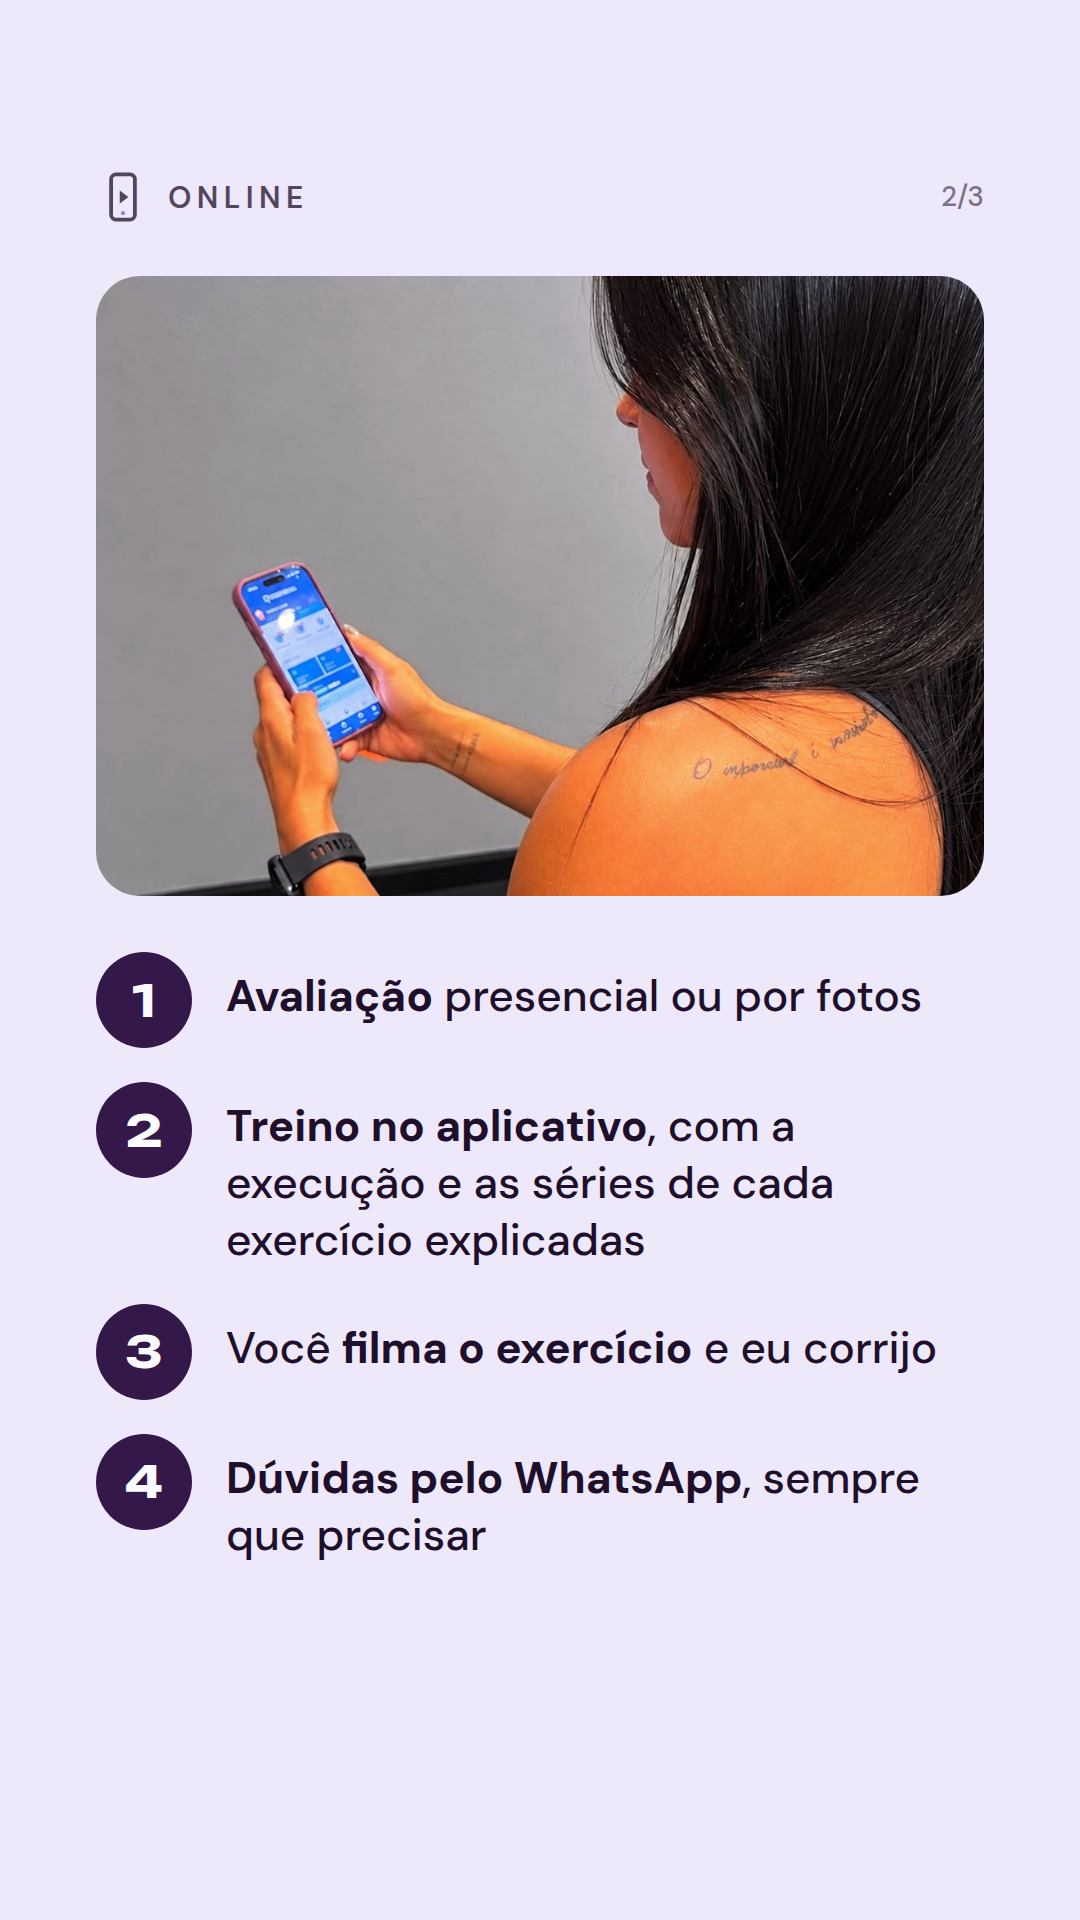 ONLINE
2/3
O
1
Avaliação presencial ou por fotos
2
Treino no aplicativo, com a
execução e as séries de cada
exercício explicadas
3
Você filma o exercício e eu corrijo
4
Dúvidas pelo WhatsApp, sempre
que precisar